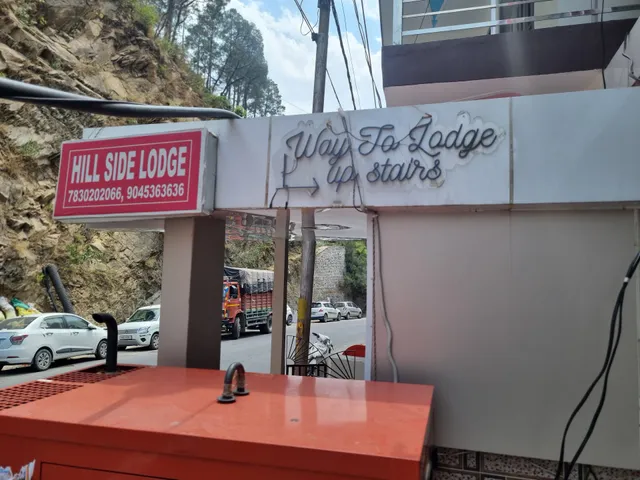 HILL SIDE LODGE
7830202066, 9045363636
Way To Lodge
up stairs